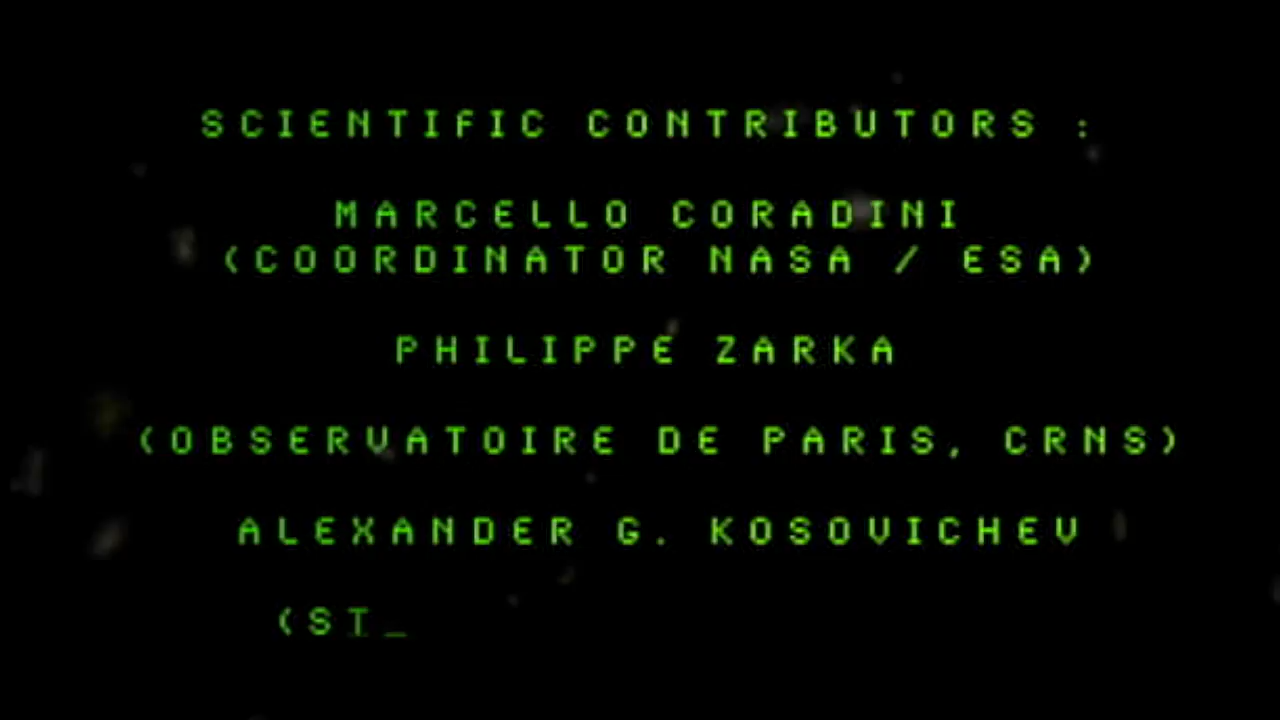 SCIENTIFIC CONTRIBUTORS :
MARCELLO CORADINI
(COORDINATOR NASA / ESA)
PHILIPPE ZARKA
(OBSERVATOIRE DE PARIS, CRNS)
ALEXANDER G. KOSOVICHEV
(ST_